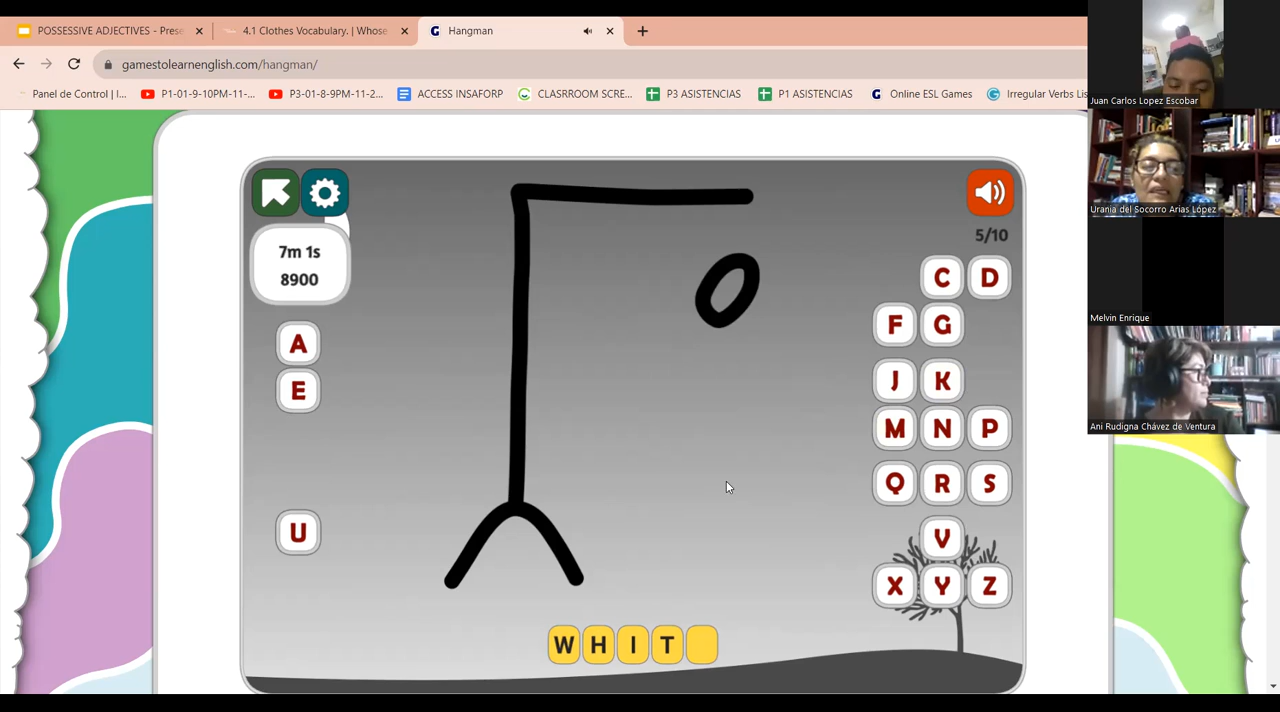 POSSESSIVE ADJECTIVES - Prese
4.1 Clothes Vocabulary. | Whose
Hangman
gamestolearnenglish.com/hangman/
Panel de Control | I...
P1-01-9-10PM-11-...
P3-01-8-9PM-11-2...
ACCESS INSAFORP
CLASRROOM SCRE...
P3 ASISTENCIAS
P1 ASISTENCIAS
Online ESL Games
Irregular Verbs Lis
Juan Carlos Lopez Escobar
Urania del Socorro Arias López
Melvin Enrique
Ani Rudigna Chávez de Ventura
7m 1s
8900
5/10
A
E
U
C D
F G
J K
M N P
Q R S
V
X Y Z
W H I T